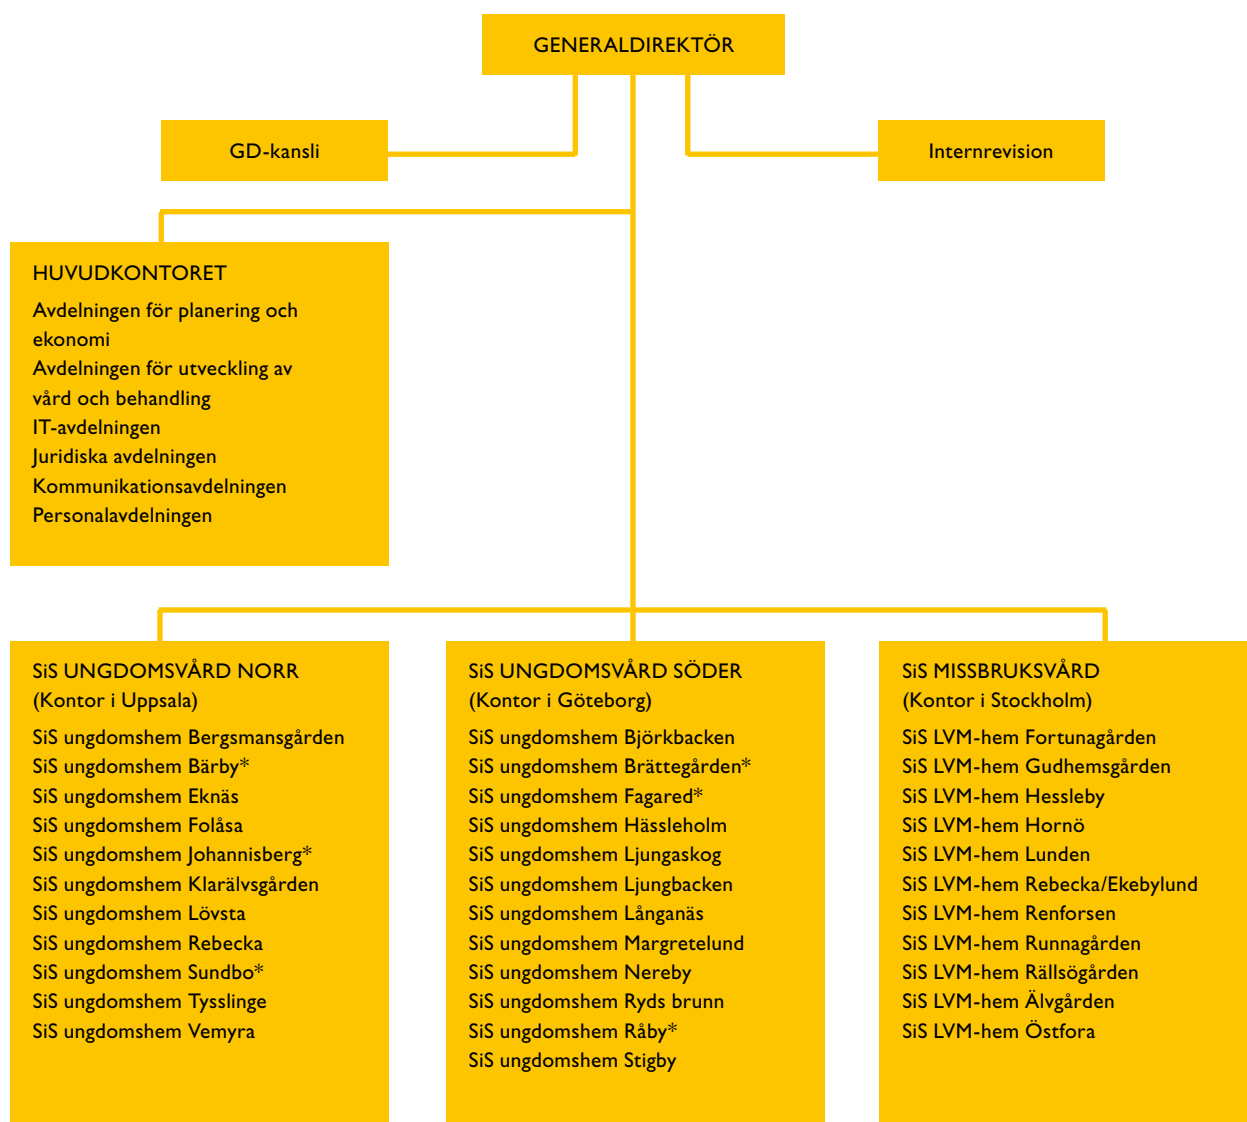 GENERALDIREKTÖR
GD-kansli
Internrevision
HUVUDKONTORET
Avdelningen för planering och
ekonomi
Avdelningen för utveckling av
vård och behandling
IT-avdelningen
Juridiska avdelningen
Kommunikationsavdelningen
Personalavdelningen
SiS UNGDOMSVÅRD NORR
(Kontor i Uppsala)
SiS ungdomshem Bergsmansgården
SiS ungdomshem Bärby*
SiS ungdomshem Eknäs
SiS ungdomshem Folåsa
SiS ungdomshem Johannisberg*
SiS ungdomshem Klarälvsgården
SiS ungdomshem Lövsta
SiS ungdomshem Rebecka
SiS ungdomshem Sundbo*
SiS ungdomshem Tysslinge
SiS ungdomshem Vemyra
SiS UNGDOMSVÅRD SÖDER
(Kontor i Göteborg)
SiS ungdomshem Björkbacken
SiS ungdomshem Brättegården*
SiS ungdomshem Fagared*
SiS ungdomshem Hässleholm
SiS ungdomshem Ljungaskog
SiS ungdomshem Ljungbacken
SiS ungdomshem Långanäs
SiS ungdomshem Margretelund
SiS ungdomshem Nereby
SiS ungdomshem Ryds brunn
SiS ungdomshem Råby*
SiS ungdomshem Stigby
SiS MISSBRUKSVÅRD
(Kontor i Stockholm)
SiS LVM-hem Fortunagården
SiS LVM-hem Gudhemsgården
SiS LVM-hem Hessleby
SiS LVM-hem Hornö
SiS LVM-hem Lunden
SiS LVM-hem Rebecka/Ekebylund
SiS LVM-hem Renforsen
SiS LVM-hem Runnagården
SiS LVM-hem Rällsögården
SiS LVM-hem Älvgården
SiS LVM-hem Östfora